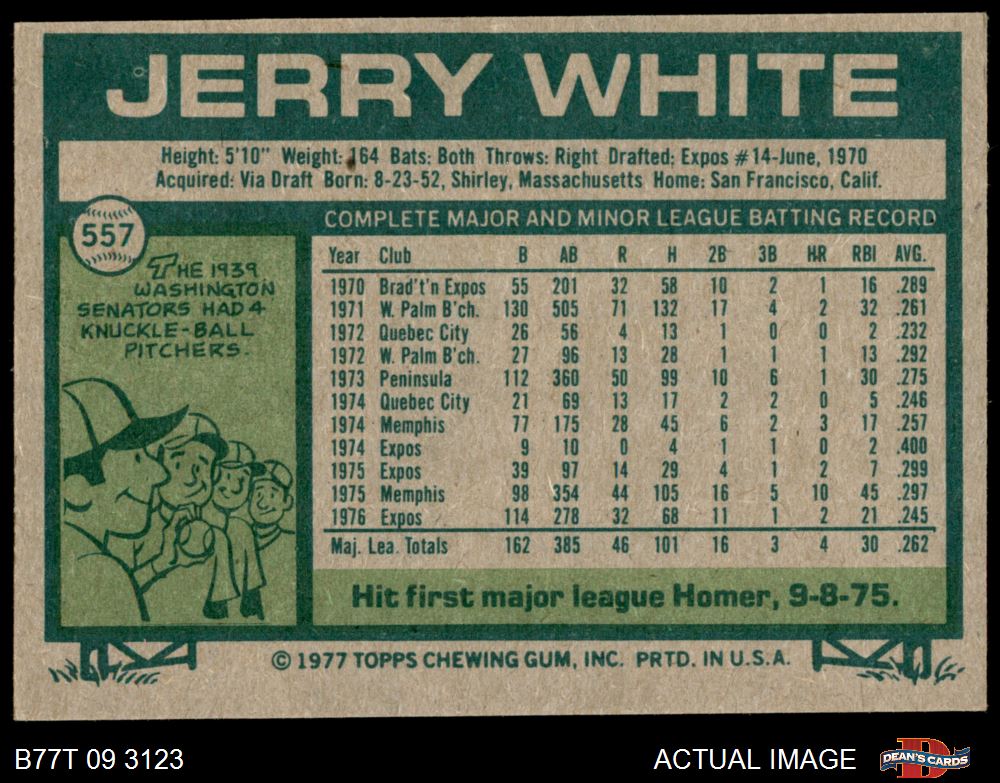 JERRY WHITE
Height: 5'10" Weight: 164 Bats: Both Throws: Right Drafted: Expos #14-June, 1970
Acquired: Via Draft Born: 8-23-52, Shirley, Massachusetts Home: San Francisco, Calif.
557
THE 1939
WASHINGTON
SENATORS HAD 4
KNUCKLE-BALL
PITCHERS.
COMPLETE MAJOR AND MINOR LEAGUE BATTING RECORD
Year Club B AB R H 2B 3B HR RBI AVG.
1970 Brad't'n Expos 55 201 32 58 10 2 1 16 .289
1971 W. Palm B'ch. 130 505 71 132 17 4 2 32 .261
1972 Quebec City 26 56 4 13 1 0 0 2 .232
1972 W. Palm B'ch. 27 96 13 28 1 1 1 13 .292
1973 Peninsula 112 360 50 99 10 6 1 30 .275
1974 Quebec City 21 69 13 17 2 2 0 5 .246
1974 Memphis 77 175 28 45 6 2 3 17 .257
1974 Expos 9 10 0 4 1 1 0 2 .400
1975 Expos 39 97 14 29 4 1 2 7 .299
1975 Memphis 98 354 44 105 16 5 10 45 .297
1976 Expos 114 278 32 68 11 1 2 21 .245
Maj. Lea. Totals 162 385 46 101 16 3 4 30 .262
Hit first major league Homer, 9-8-75.
© 1977 TOPPS CHEWING GUM, INC. PRTD. IN U.S.A.
B77T 09 3123
ACTUAL IMAGE
D
DEAN'S CARDS